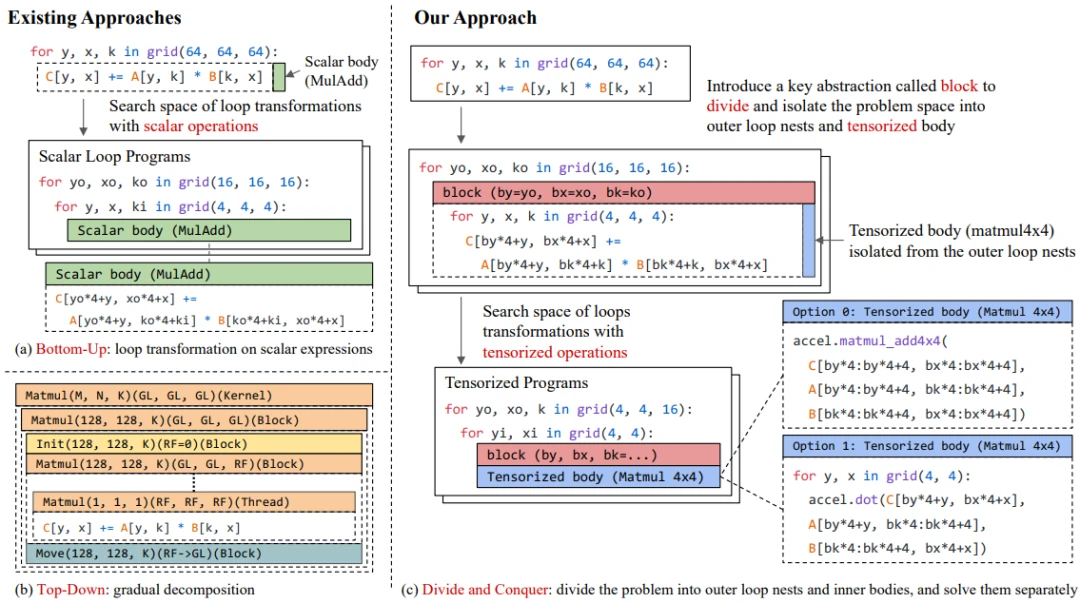 Existing Approaches
for y, x, k in grid(64, 64, 64):
C[y, x] += A[y, k] * B[k, x]
Scalar body
(MulAdd)
Search space of loop transformations
with scalar operations
Scalar Loop Programs
for yo, xo, ko in grid(16, 16, 16):
for y, x, ki in grid(4, 4, 4):
Scalar body (MulAdd)
Scalar body (MulAdd)
C[yo*4+y, xo*4+x] +=
A[yo*4+y, ko*4+ki] * B[ko*4+ki, xo*4+x]
(a) Bottom-Up: loop transformation on scalar expressions
Matmul(M, N, K)(GL, GL, GL)(Kernel)
Matmul(128, 128, K)(GL, GL, GL)(Block)
Init(128, 128, K)(RF=0)(Block)
Matmul(128, 128, K)(GL, GL, RF)(Block)
Matmul(1, 1, 1)(RF, RF, RF)(Thread)
C[y, x] += A[y, k] * B[k, x]
Move(128, 128, K)(RF->GL)(Block)
(b) Top-Down: gradual decomposition
Our Approach
for y, x, k in grid(64, 64, 64):
C[y, x] += A[y, k] * B[k, x]
Introduce a key abstraction called block to
divide and isolate the problem space into
outer loop nests and tensorized body
for yo, xo, ko in grid(16, 16, 16):
block (by=yo, bx=xo, bk=ko)
for y, x, k in grid(4, 4, 4):
C[by*4+y, bx*4+x] +=
A[by*4+y, bk*4+k] * B[bk*4+k, bx*4+x]
Tensorized body (matmul4x4)
isolated from the outer loop nests
Search space of loops
transformations with
tensorized operations
Tensorized Programs
for yo, xo, k in grid(4, 4, 16):
for yi, xi in grid(4, 4):
block (by, bx, bk=...)
Tensorized body (Matmul 4x4)
Option 0: Tensorized body (Matmul 4x4)
accel.matmul_add4x4(
C[by*4:by*4+4, bx*4:bx*4+4],
A[by*4:by*4+4, bk*4:bk*4+4],
B[bk*4:bk*4+4, bx*4:bx*4+4])
Option 1: Tensorized body (Matmul 4x4)
for y, x in grid(4, 4):
accel.dot(C[by*4+y, bx*4+x],
A[by*4+y, bk*4:bk*4+4],
B[bk*4:bk*4+4, bx*4+x])
(c) Divide and Conquer: divide the problem into outer loop nests and inner bodies, and solve them separately